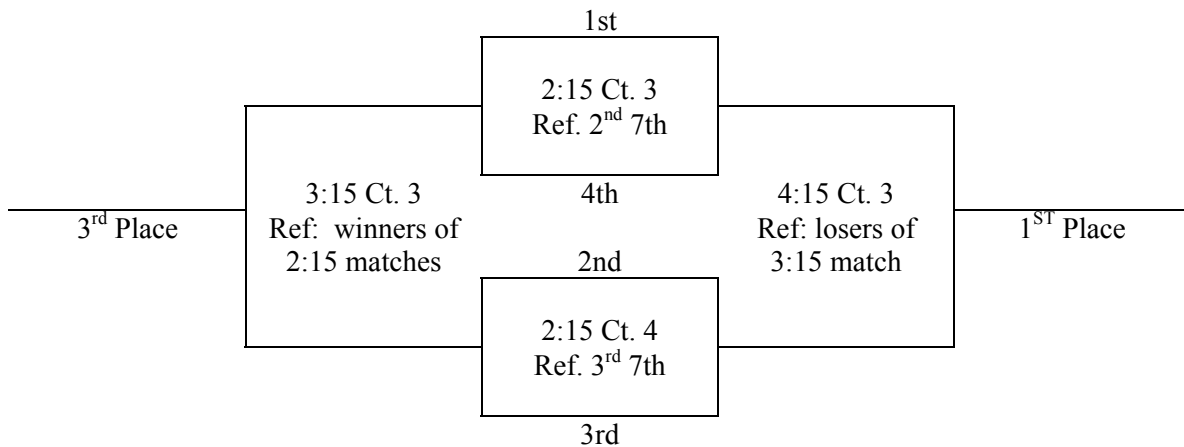 1st
2:15 Ct. 3
Ref. 2nd 7th
4th
3:15 Ct. 3
Ref:  winners of
2:15 matches
3rd Place
4:15 Ct. 3
Ref: losers of
3:15 match
1ST Place
2nd
2:15 Ct. 4
Ref. 3rd 7th
3rd